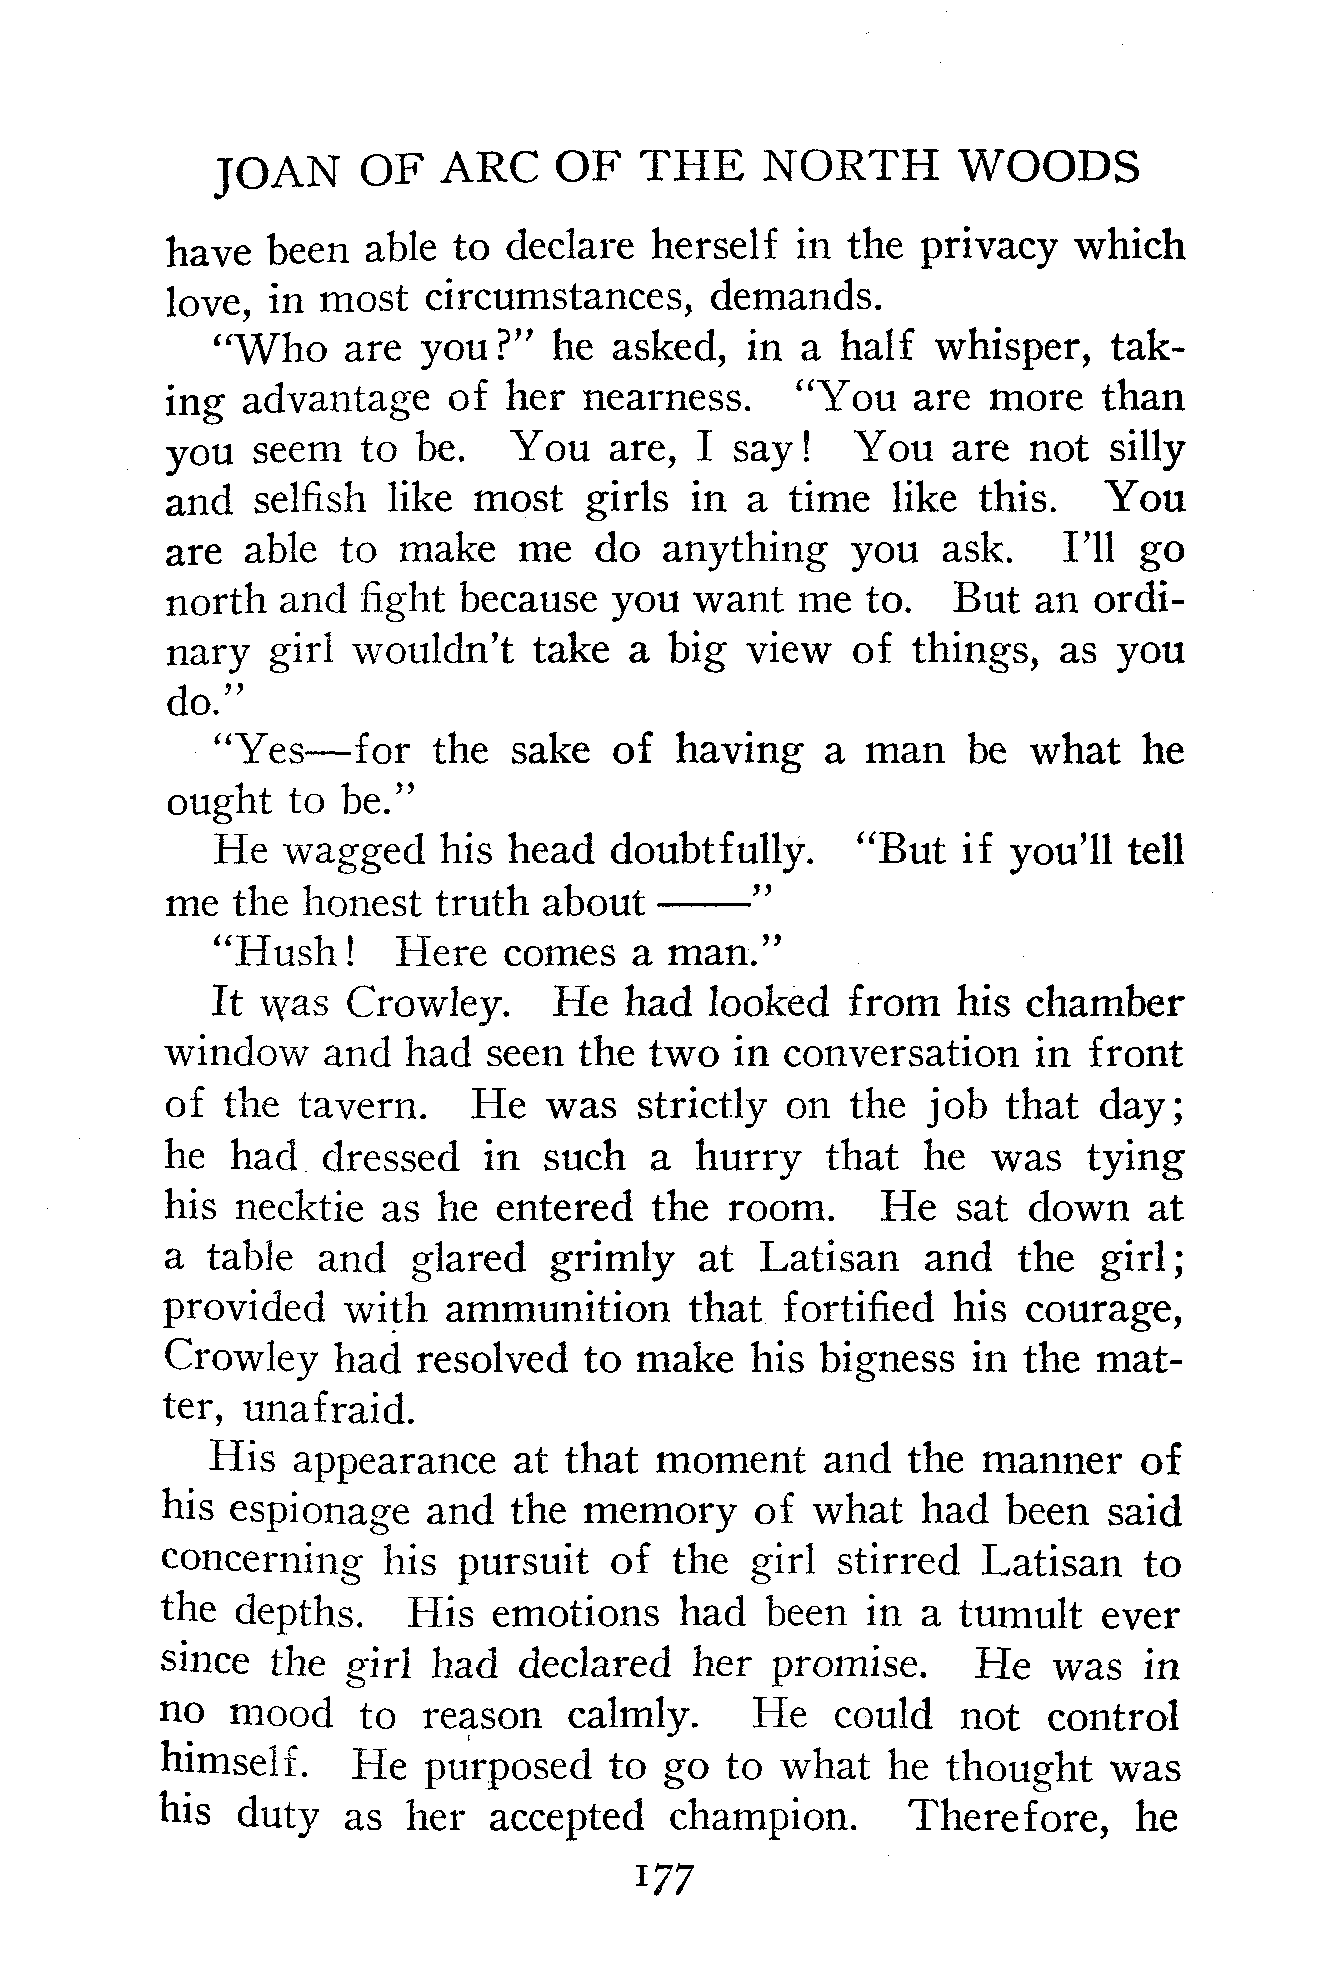 JOAN OF ARC OF THE NORTH WOODS
have been able to declare herself in the privacy which
love, in most circumstances, demands.
"Who are you?" he asked, in a half whisper, tak-
ing advantage of her nearness. "You are more than
you seem to be. You are, I say! You are not silly
and selfish like most girls in a time like this. You
are able to make me do anything you ask. I'll go
north and fight because you want me to. But an ordi-
nary girl wouldn't take a big view of things, as you
do."
"Yes—for the sake of having a man be what he
ought to be."
He wagged his head doubtfully. "But if you'll tell
me the honest truth about ——"
"Hush! Here comes a man."
It was Crowley. He had looked from his chamber
window and had seen the two in conversation in front
of the tavern. He was strictly on the job that day;
he had dressed in such a hurry that he was tying
his necktie as he entered the room. He sat down at
a table and glared grimly at Latisan and the girl;
provided with ammunition that fortified his courage,
Crowley had resolved to make his bigness in the mat-
ter, unafraid.
His appearance at that moment and the manner of
his espionage and the memory of what had been said
concerning his pursuit of the girl stirred Latisan to
the depths. His emotions had been in a tumult ever
since the girl had declared her promise. He was in
no mood to reason calmly. He could not control
himself. He purposed to go to what he thought was
his duty as her accepted champion. Therefore, he
177